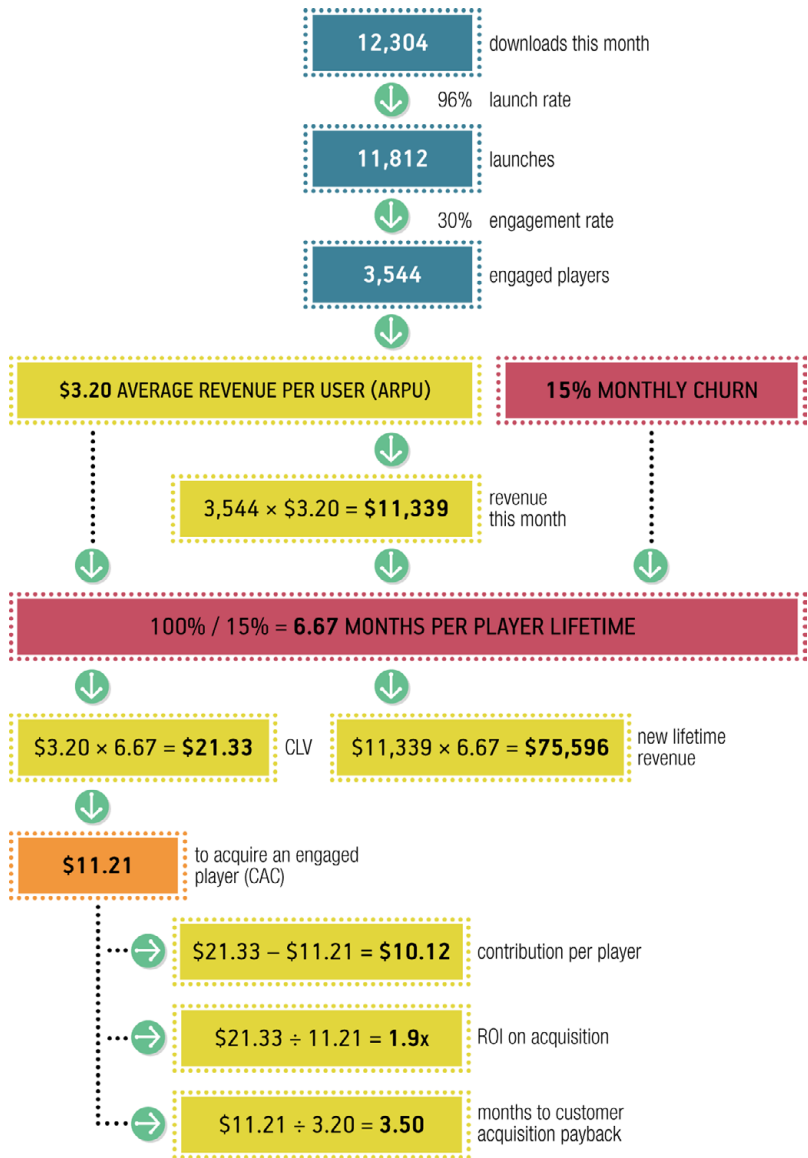 12,304
downloads this month
96% launch rate
11,812
launches
30% engagement rate
3,544
engaged players
$3.20 AVERAGE REVENUE PER USER (ARPU)
15% MONTHLY CHURN
3,544 × $3.20 = $11,339
revenue
this month
100% / 15% = 6.67 MONTHS PER PLAYER LIFETIME
$3.20 × 6.67 = $21.33
CLV
$11,339 × 6.67 = $75,596
new lifetime
revenue
$11.21
to acquire an engaged
player (CAC)
$21.33 – $11.21 = $10.12
contribution per player
$21.33 ÷ 11.21 = 1.9x
ROI on acquisition
$11.21 ÷ 3.20 = 3.50
months to customer
acquisition payback